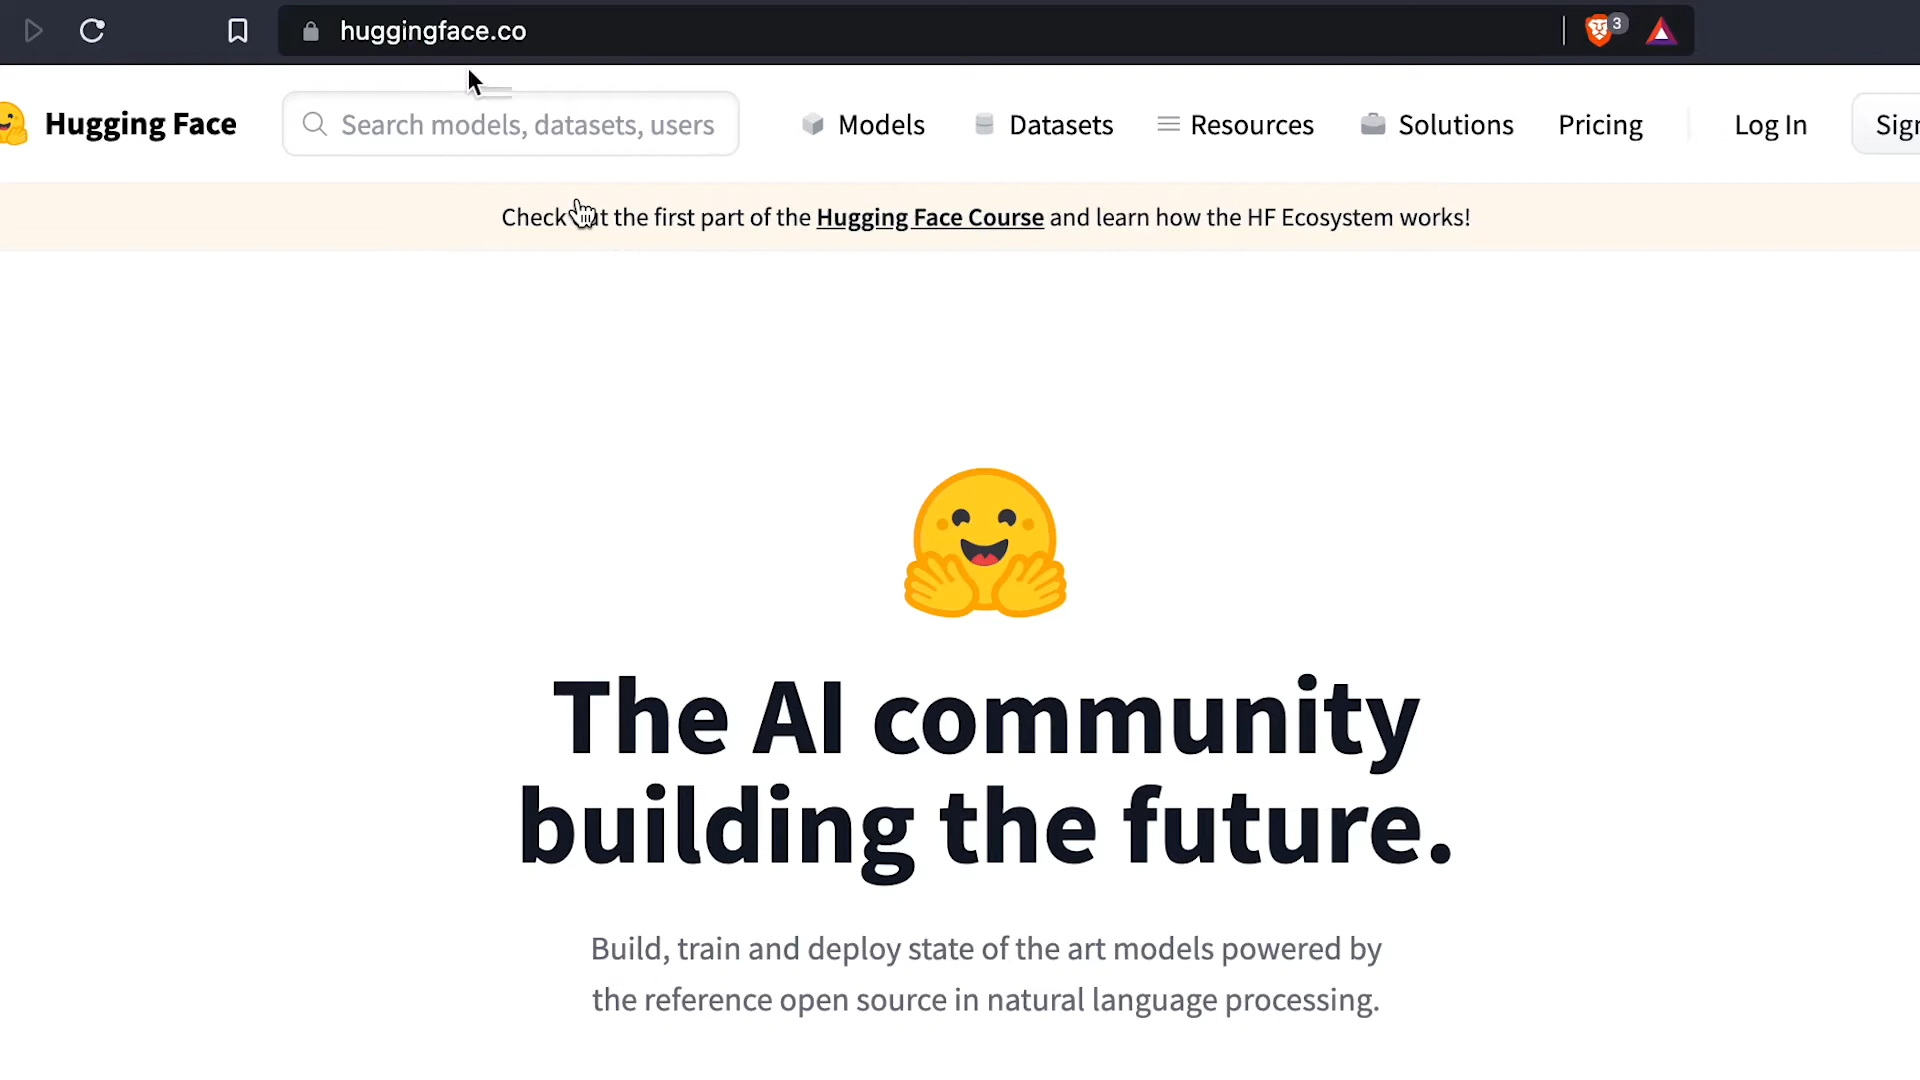 huggingface.co
3
Hugging Face
Search models, datasets, users
Models
Datasets
Resources
Solutions
Pricing
Log In
Check the first part of the Hugging Face Course and learn how the HF Ecosystem works!
The AI community
building the future.
Build, train and deploy state of the art models powered by
the reference open source in natural language processing.